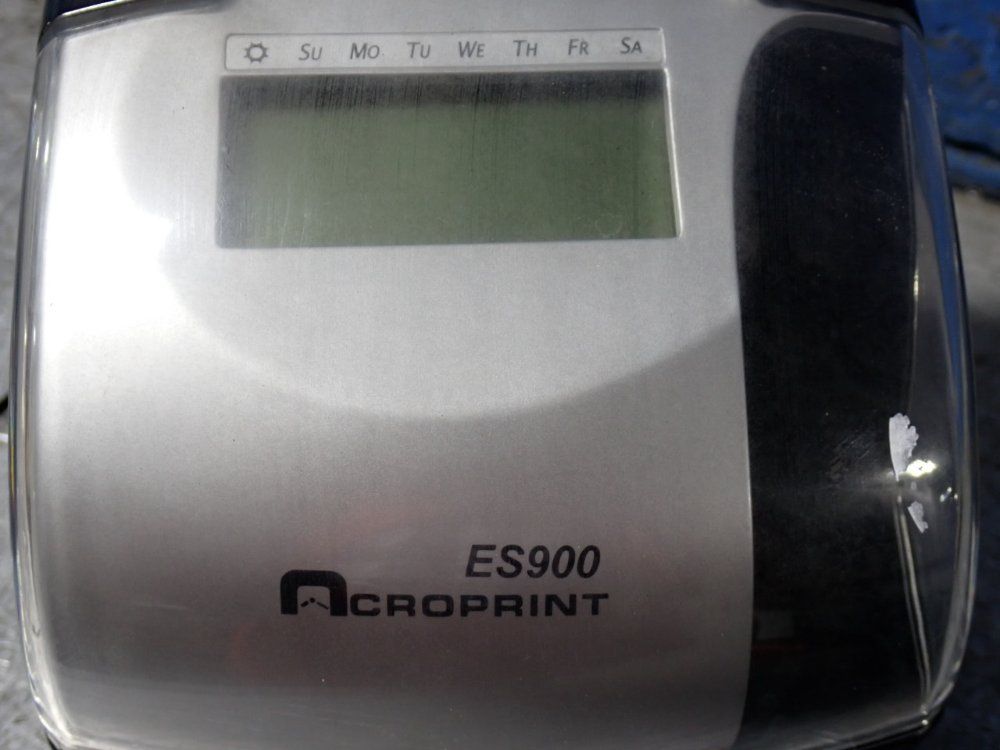 SU MO TU WE TH FR SA
ES900
ACROPRINT